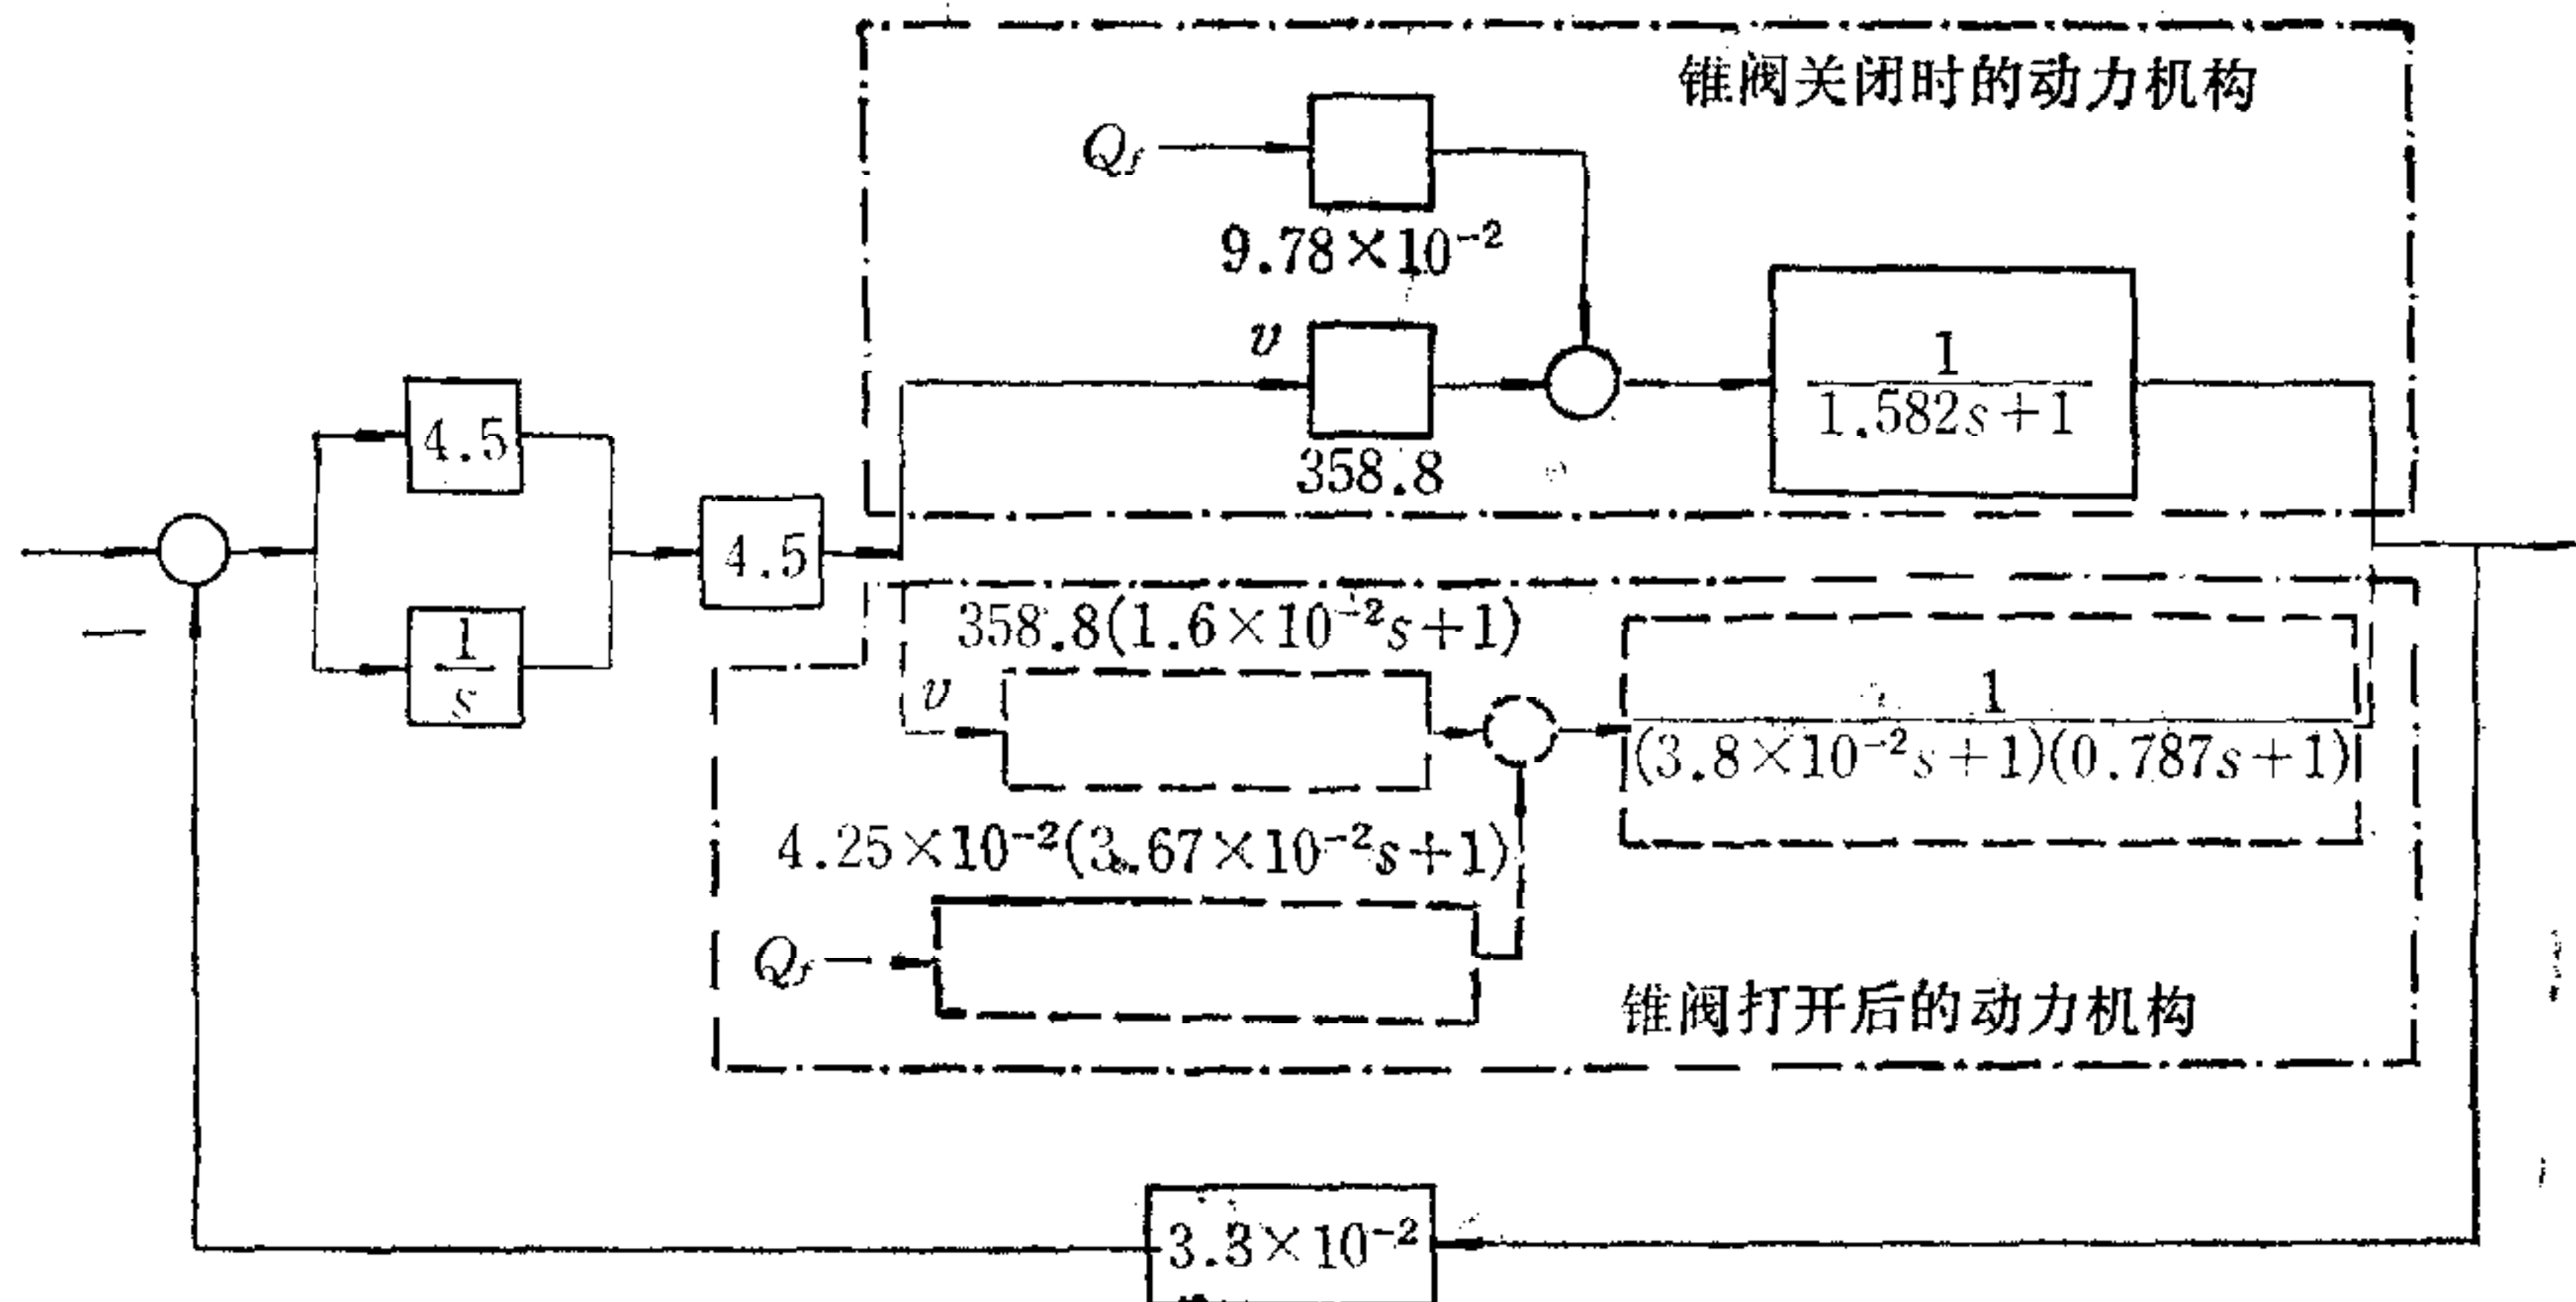 锥阀关闭时的动力机构
Q_f
9.78×10⁻²
v
358.8
1
1.582s+1
4.5
4.5
1
s
358.8(1.6×10⁻²s+1)
v
1
(3.8×10⁻²s+1)(0.787s+1)
4.25×10⁻²(3.67×10⁻²s+1)
Q_f
锥阀打开后的动力机构
—
3.3×10⁻²